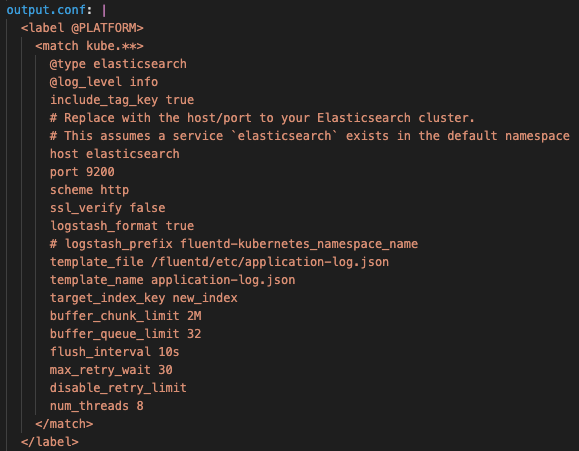 output.conf: |
<label @PLATFORM>
<match kube.**>
@type elasticsearch
@log_level info
include_tag_key true
# Replace with the host/port to your Elasticsearch cluster.
# This assumes a service `elasticsearch` exists in the default namespace
host elasticsearch
port 9200
scheme http
ssl_verify false
logstash_format true
# logstash_prefix fluentd-kubernetes_namespace_name
template_file /fluentd/etc/application-log.json
template_name application-log.json
target_index_key new_index
buffer_chunk_limit 2M
buffer_queue_limit 32
flush_interval 10s
max_retry_wait 30
disable_retry_limit
num_threads 8
</match>
</label>